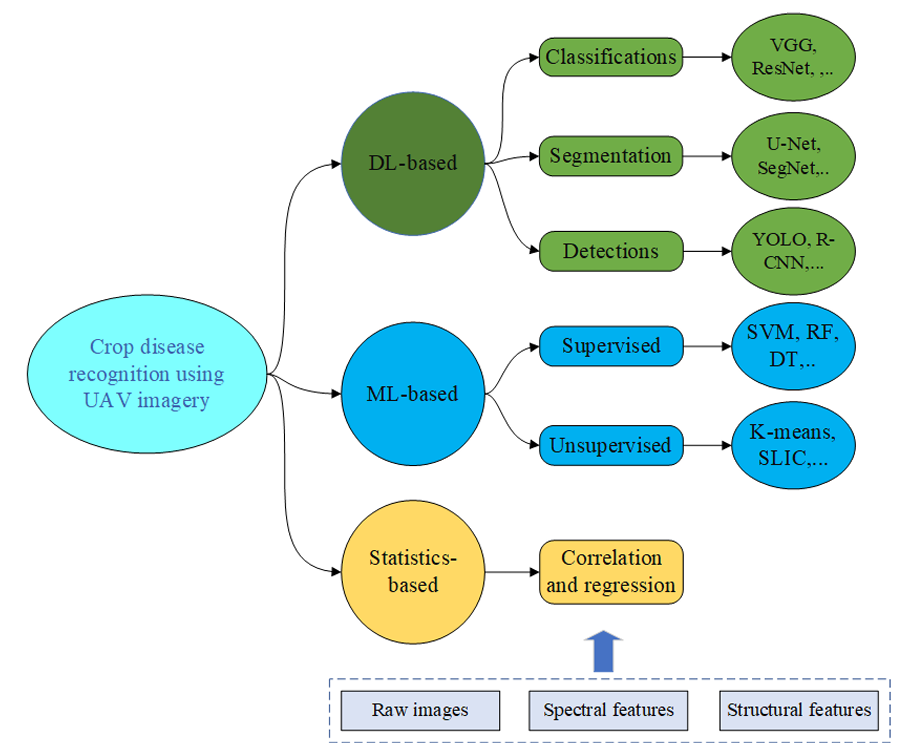 Crop disease
recognition using
UAV imagery
DL-based
Classifications
VGG,
ResNet, ,..
Segmentation
U-Net,
SegNet,..
Detections
YOLO, R-
CNN,...
ML-based
Supervised
SVM, RF,
DT,..
Unsupervised
K-means,
SLIC,...
Statistics-
based
Correlation
and regression
Raw images
Spectral features
Structural features